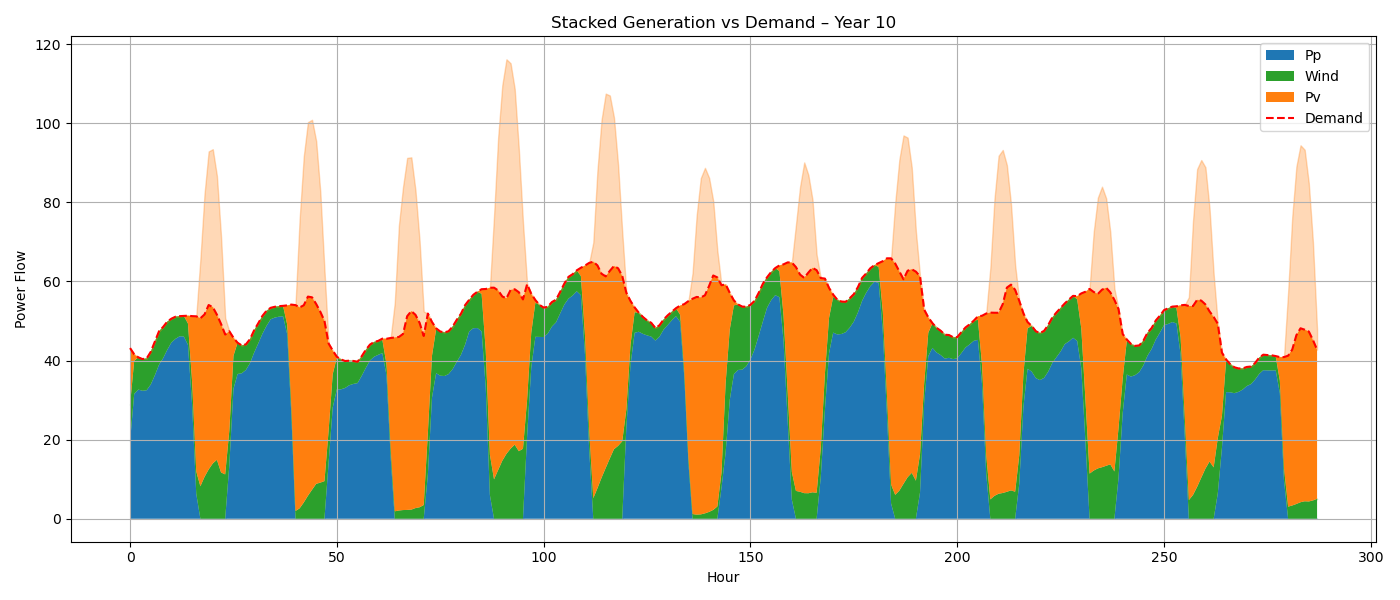 Stacked Generation vs Demand – Year 10
Power Flow
120
100
80
60
40
20
0
0 50 100 150 200 250 300
Hour
Pp
Wind
Pv
Demand